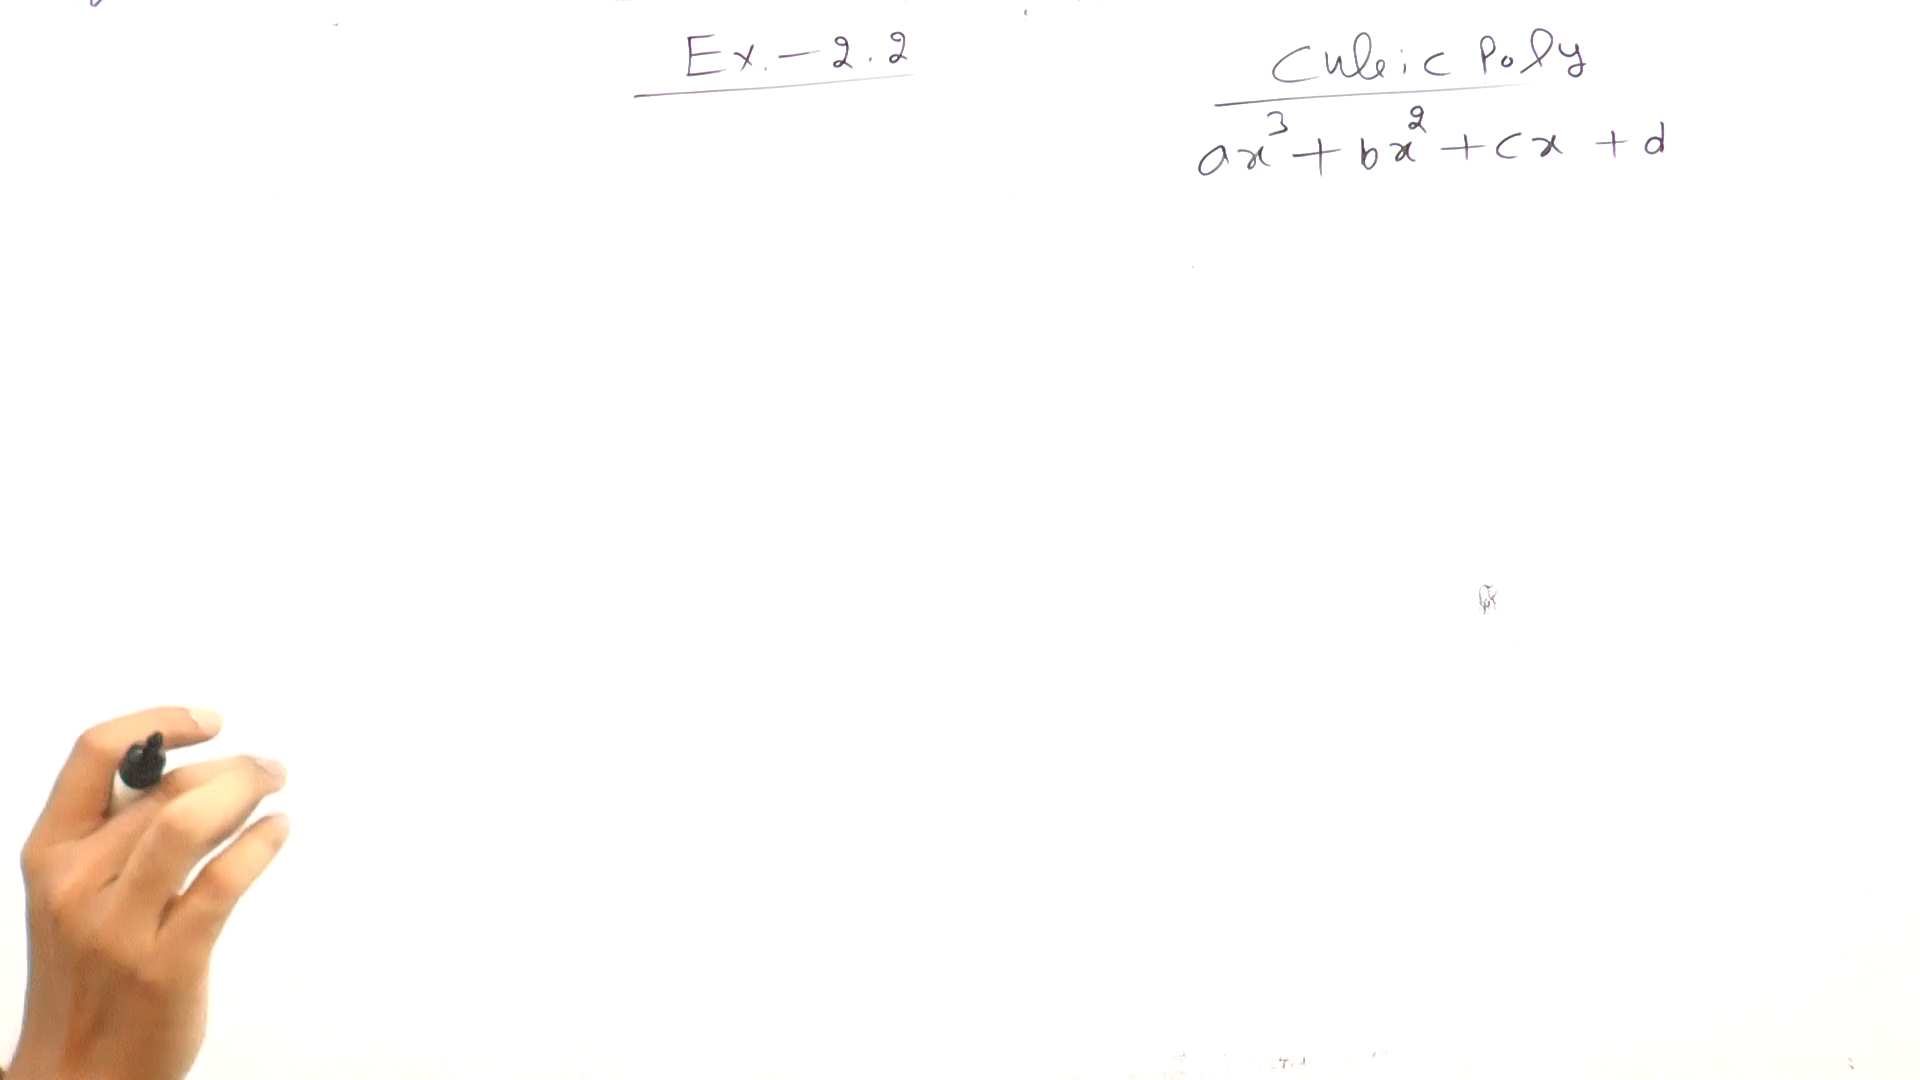 Ex. - 2.2
Cubic Poly
ax³ + bx² + cx + d